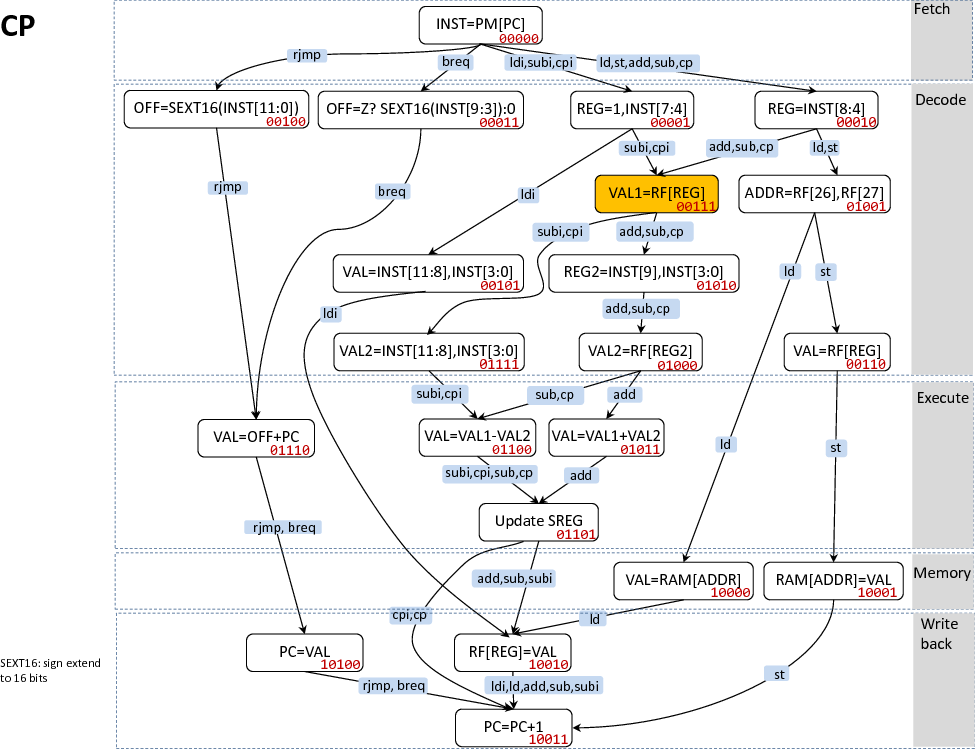 CP
Fetch
INST=PM[PC]
00000
rjmp
breq
ldi,subi,cpi
ld,st,add,sub,cp
Decode
OFF=SEXT16(INST[11:0])
00100
OFF=Z? SEXT16(INST[9:3]):0
00011
REG=1,INST[7:4]
00001
REG=INST[8:4]
00010
subi,cpi
add,sub,cp
ld,st
rjmp
breq
ldi
VAL1=RF[REG]
00111
ADDR=RF[26],RF[27]
01001
subi,cpi
add,sub,cp
VAL=INST[11:8],INST[3:0]
00101
REG2=INST[9],INST[3:0]
01010
ld
st
ldi
add,sub,cp
VAL2=INST[11:8],INST[3:0]
01111
VAL2=RF[REG2]
01000
VAL=RF[REG]
00110
Execute
subi,cpi
sub,cp
add
VAL=OFF+PC
01110
VAL=VAL1-VAL2
01100
VAL=VAL1+VAL2
01011
ld
st
subi,cpi,sub,cp
add
Update SREG
01101
rjmp, breq
Memory
add,sub,subi
VAL=RAM[ADDR]
10000
RAM[ADDR]=VAL
10001
cpi,cp
ld
Write
back
PC=VAL
10100
RF[REG]=VAL
10010
SEXT16: sign extend
to 16 bits
rjmp, breq
ldi,ld,add,sub,subi
st
PC=PC+1
10011